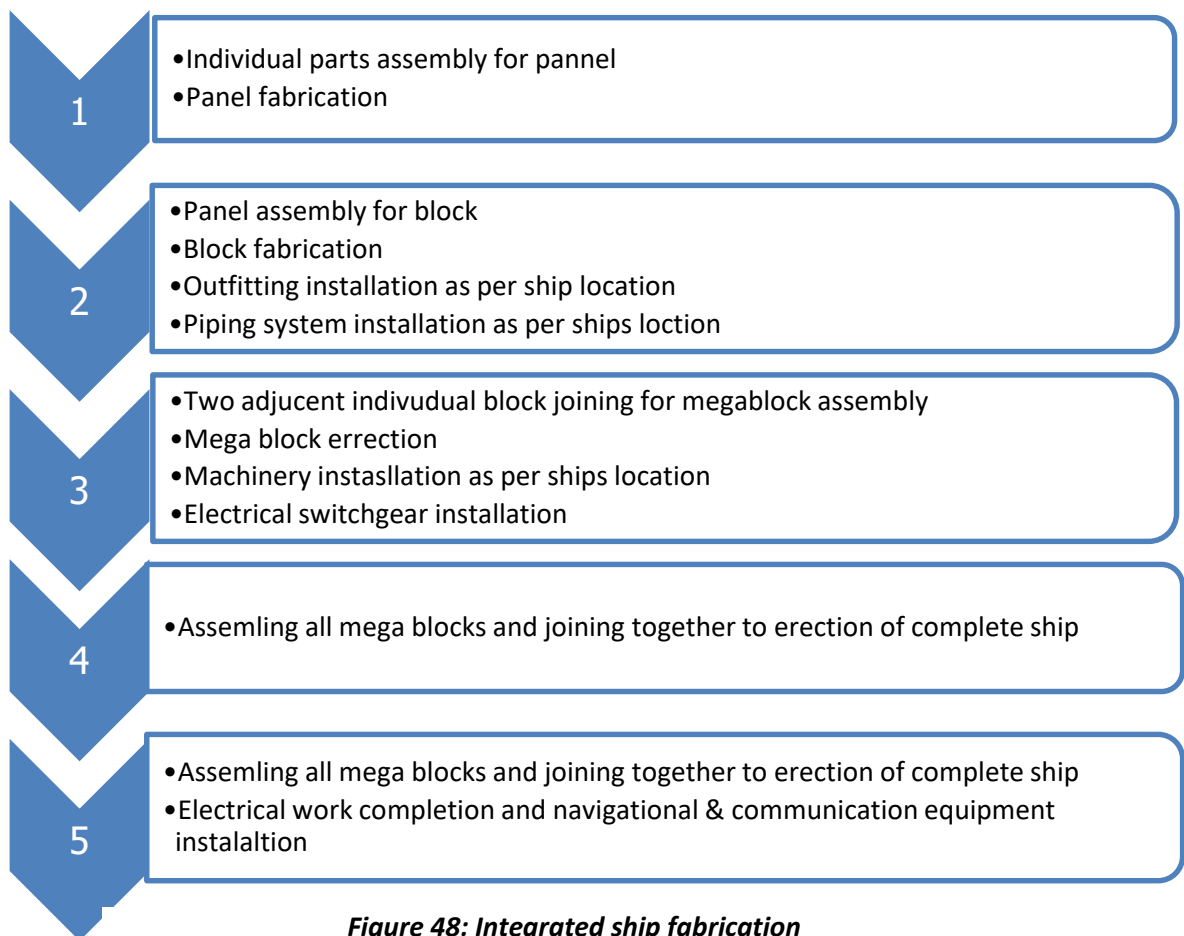 1
•Individual parts assembly for pannel
•Panel fabrication
2
•Panel assembly for block
•Block fabrication
•Outfitting installation as per ship location
•Piping system installation as per ships loction
3
•Two adjucent indivudual block joining for megablock assembly
•Mega block errection
•Machinery instasllation as per ships location
•Electrical switchgear installation
4
•Assemling all mega blocks and joining together to erection of complete ship
5
•Assemling all mega blocks and joining together to erection of complete ship
•Electrical work completion and navigational & communication equipment
instalaltion
Figure 48: Integrated ship fabrication